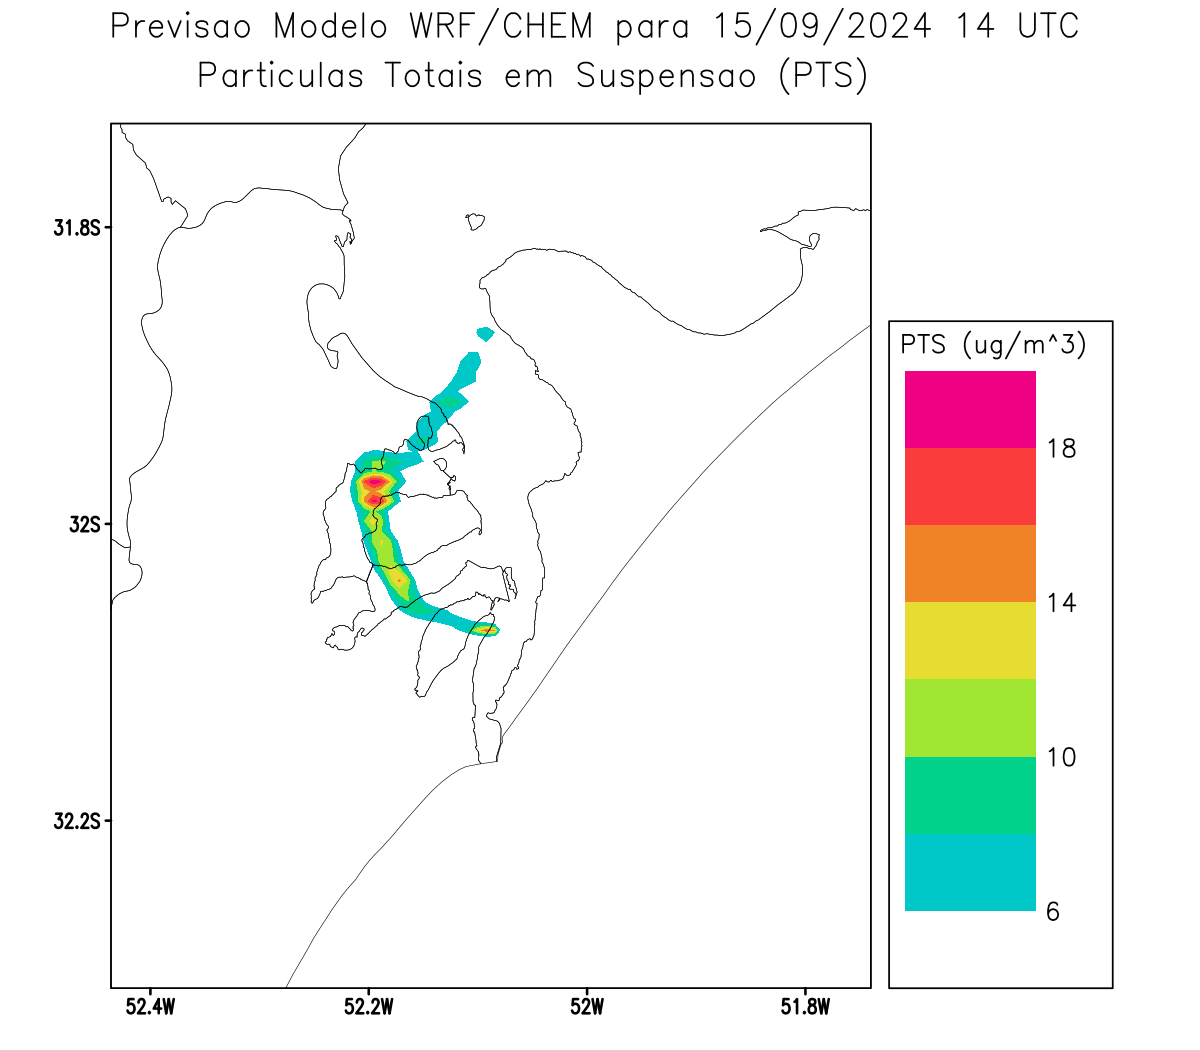 Previsao Modelo WRF/CHEM para 15/09/2024 14 UTC
Particulas Totais em Suspensao (PTS)
31.8S
32S
32.2S
52.4W
52.2W
52W
51.8W
PTS (ug/m^3)
18
14
10
6